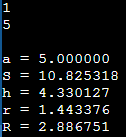 1
5
a = 5.000000
S = 10.825318
h = 4.330127
r = 1.443376
R = 2.886751